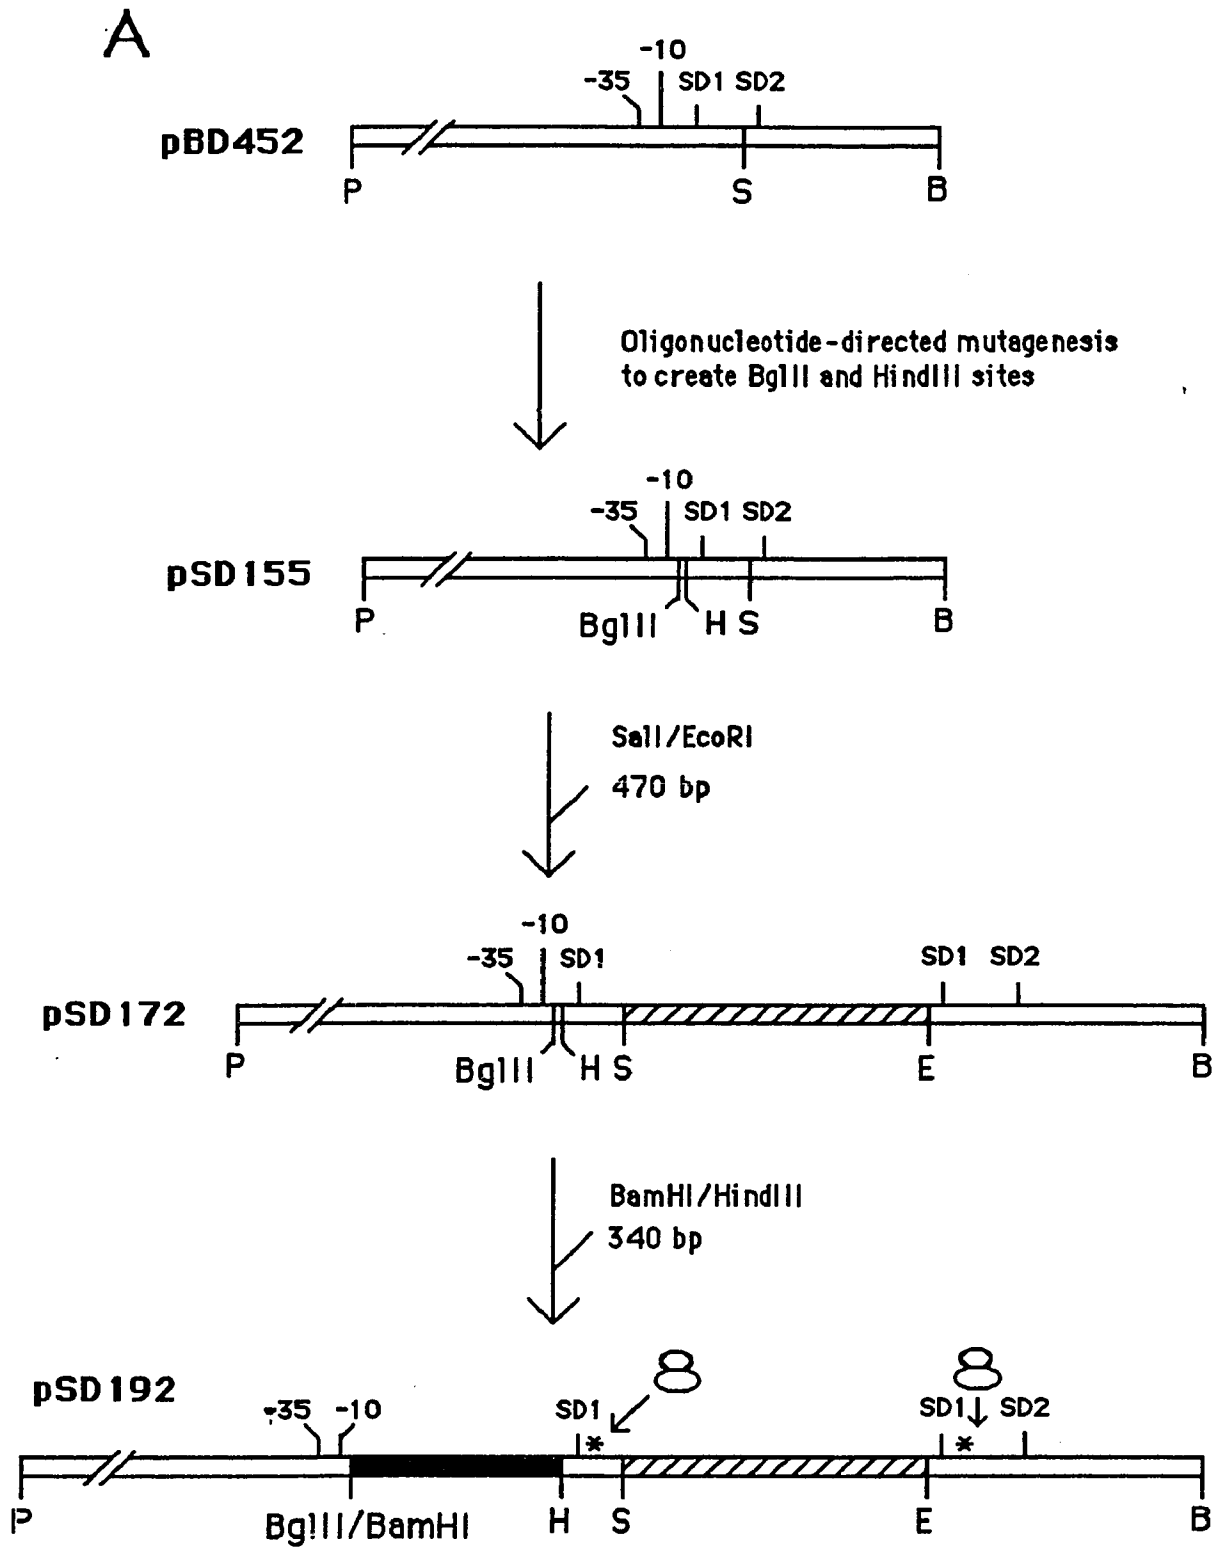 A
-10
-35 SD1 SD2
pBD452
P S B
Oligonucleotide-directed mutagenesis
to create BglII and HindIII sites
-10
-35 SD1 SD2
pSD155
P BglII H S B
SalI/EcoRI
470 bp
-10
-35 SD1 SD1 SD2
pSD172
P BglII H S E B
BamHI/HindIII
340 bp
pSD192
-35 -10 SD1 SD1 SD2
* *
P BglII/BamHI H S E B